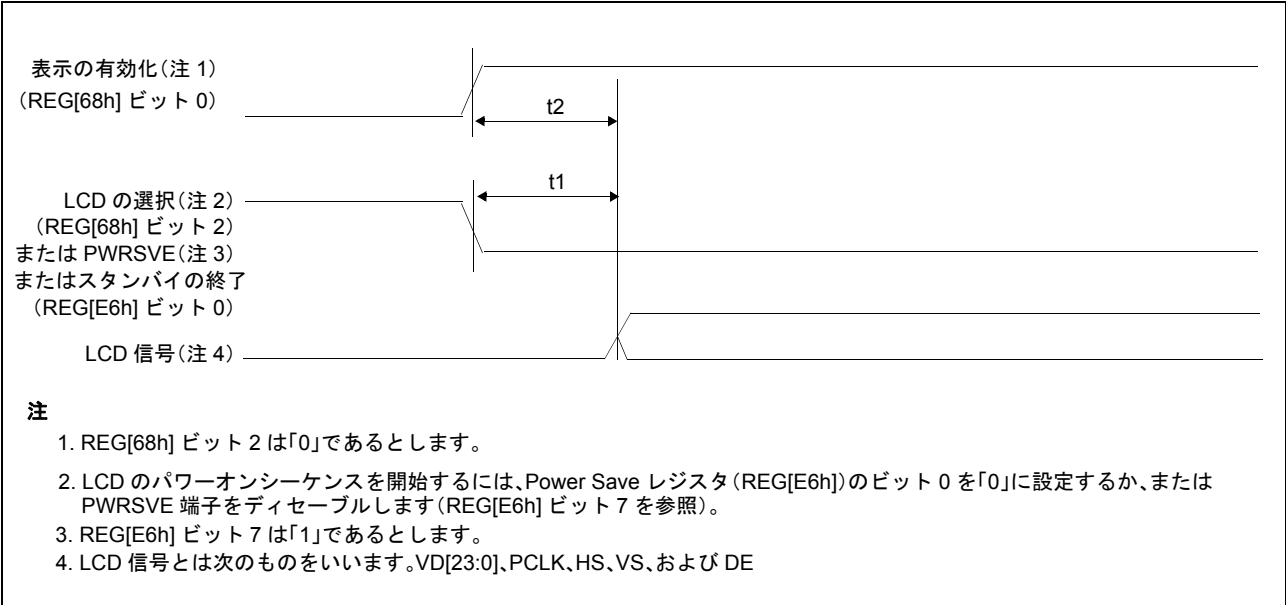 表示の有効化（注 1）
（REG[68h] ビット 0）
t2
t1
LCD の選択（注 2）
（REG[68h] ビット 2）
または PWRSVE（注 3）
またはスタンバイの終了
（REG[E6h] ビット 0）
LCD 信号（注 4）
注
1. REG[68h] ビット 2 は「0」であるとします。
2. LCD のパワーオンシーケンスを開始するには、Power Save レジスタ（REG[E6h]）のビット 0 を「0」に設定するか、または
PWRSVE 端子をディセーブルします（REG[E6h] ビット 7 を参照）。
3. REG[E6h] ビット 7 は「1」であるとします。
4. LCD 信号とは次のものをいいます。VD[23:0]、PCLK、HS、VS、および DE